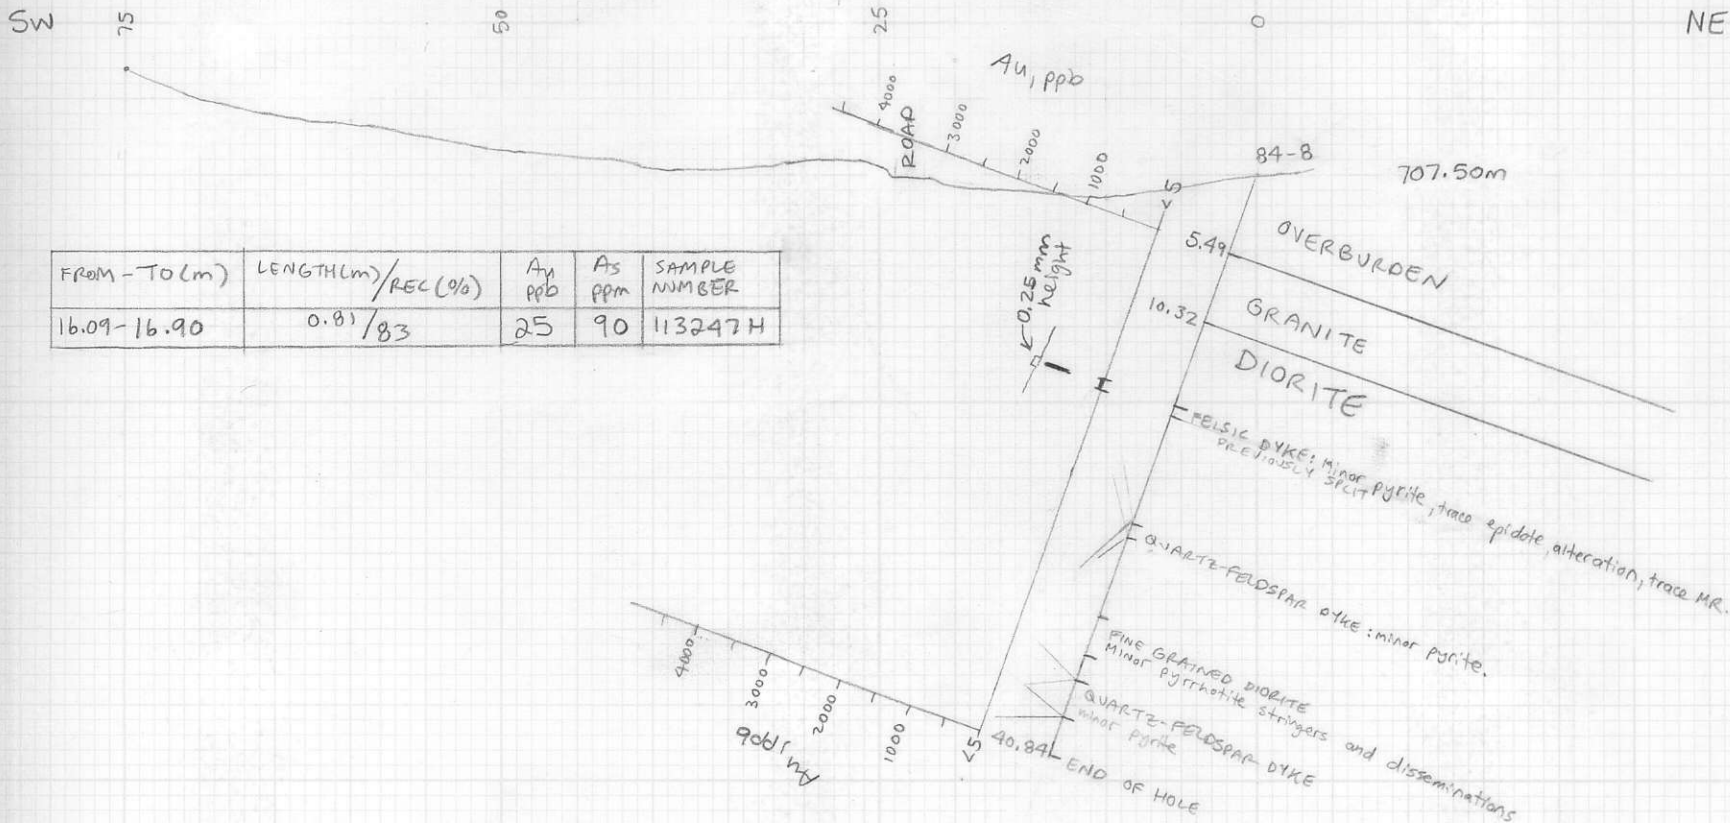 SW 75 50 25 0 NE
Au, ppb
4000
3000
2000
1000
<5
ROAD
84-8
707.50m
FROM-TO(m) LENGTH(m)/REC(%) Au ppb As ppm SAMPLE NUMBER
16.09-16.90 0.81/83 25 90 113247H
0.25mm
height
5.49
OVERBURDEN
10.32
GRANITE
DIORITE
FELSIC DYKE: minor pyrite, trace epidote, alteration, trace MR.
PREVIOUSLY SPLIT
QUARTZ-FELDSPAR DYKE: minor pyrite.
FINE GRAINED DIORITE
MINOR pyrrhotite stringers and disseminations
QUARTZ-FELDSPAR DYKE
minor pyrite
40.84
END OF HOLE
4000
3000
2000
1000
<5
Au, ppb